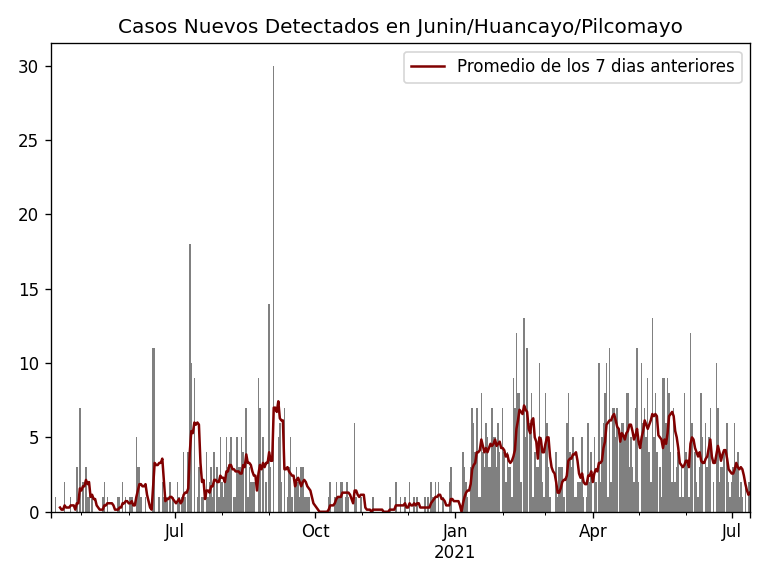 Casos Nuevos Detectados en Junin/Huancayo/Pilcomayo
Promedio de los 7 dias anteriores
30
25
20
15
10
5
0
Jul
Oct
Jan
2021
Apr
Jul